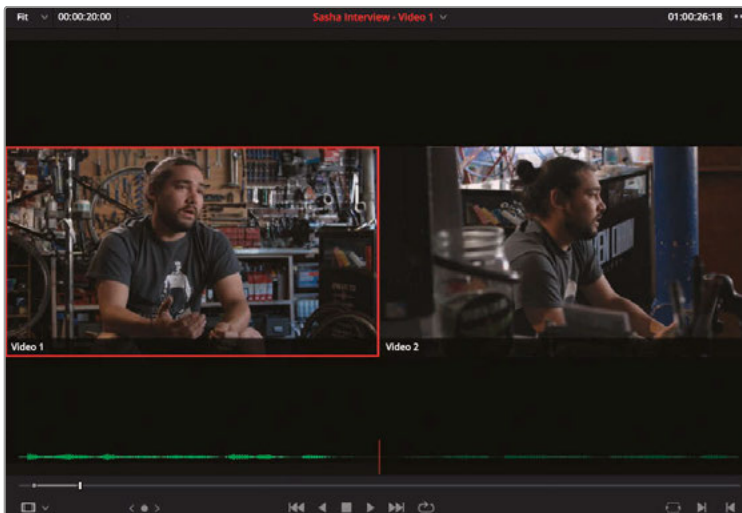 Fit
00:00:20:00
Sasha Interview - Video 1
01:00:26:18
Video 1
Video 2